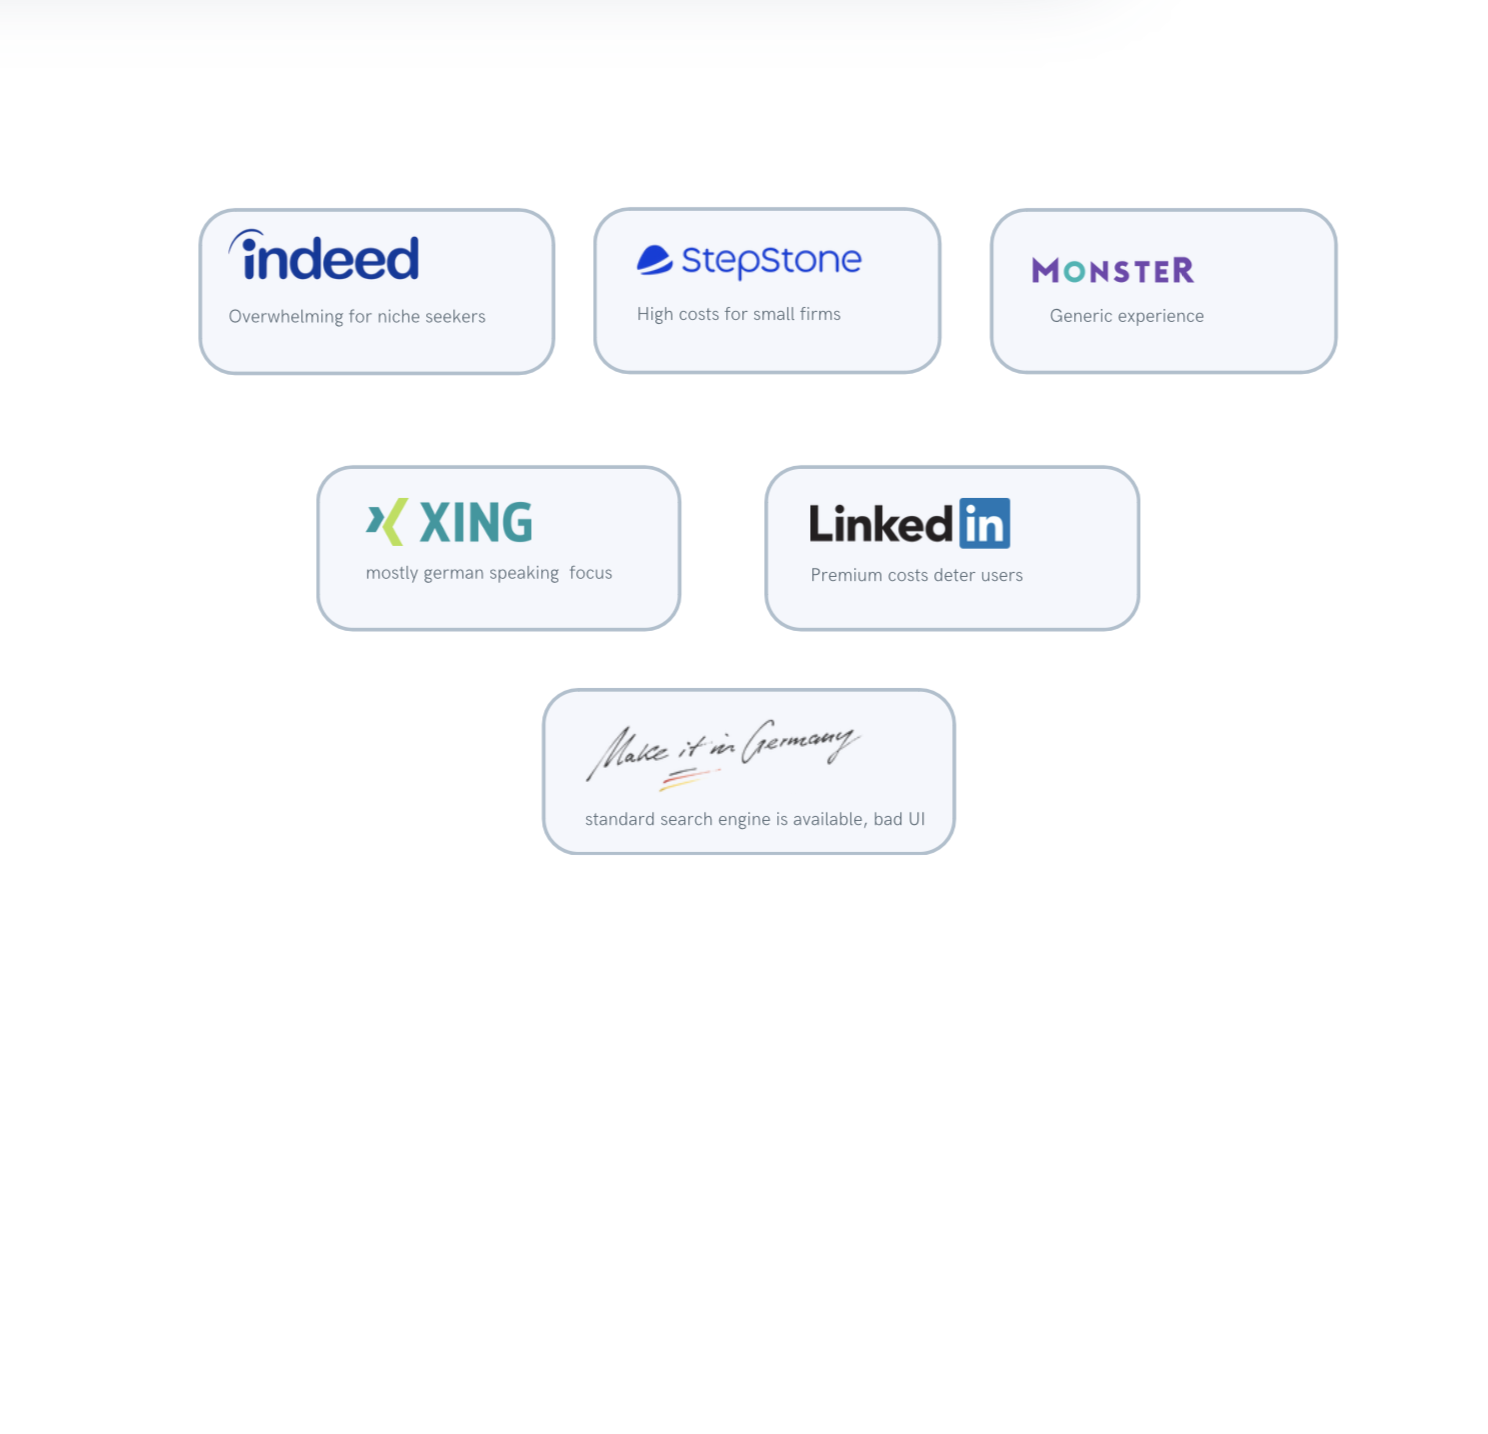 indeed
Overwhelming for niche seekers
StepStone
High costs for small firms
MONSTER
Generic experience
XING
mostly german speaking  focus
Linked in
Premium costs deter users
Make it in Germany
standard search engine is available, bad UI